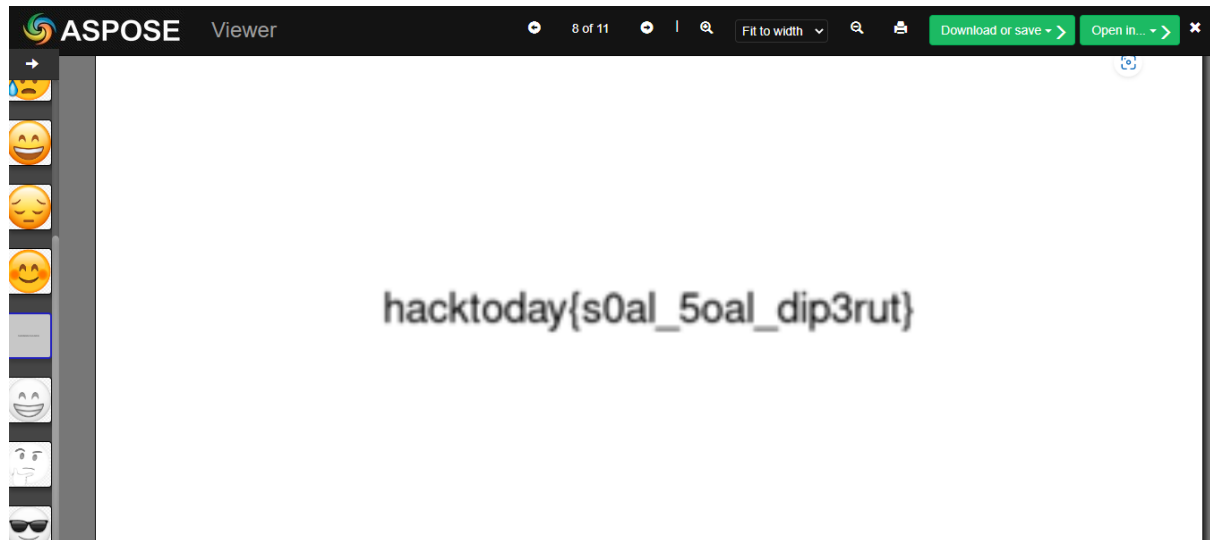 ASPOSE Viewer 8 of 11 Fit to width Download or save Open in...
hacktoday{s0al_5oal_dip3rut}